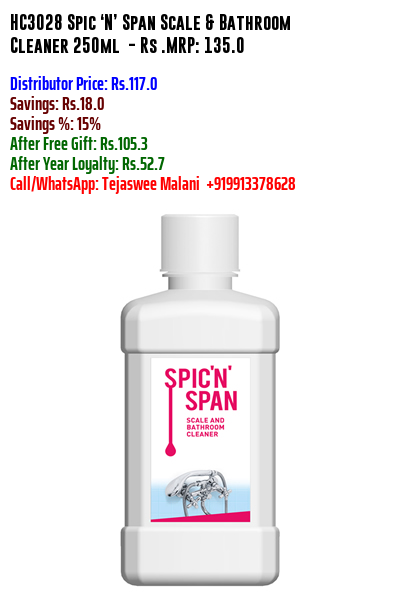 HC3028 Spic ‘N’ Span Scale & Bathroom
Cleaner 250ml - Rs .MRP: 135.0
Distributor Price: Rs.117.0
Savings: Rs.18.0
Savings %: 15%
After Free Gift: Rs.105.3
After Year Loyalty: Rs.52.7
Call/WhatsApp: Tejaswee Malani +919913378628
SPIC'N'
SPAN
SCALE AND
BATHROOM
CLEANER